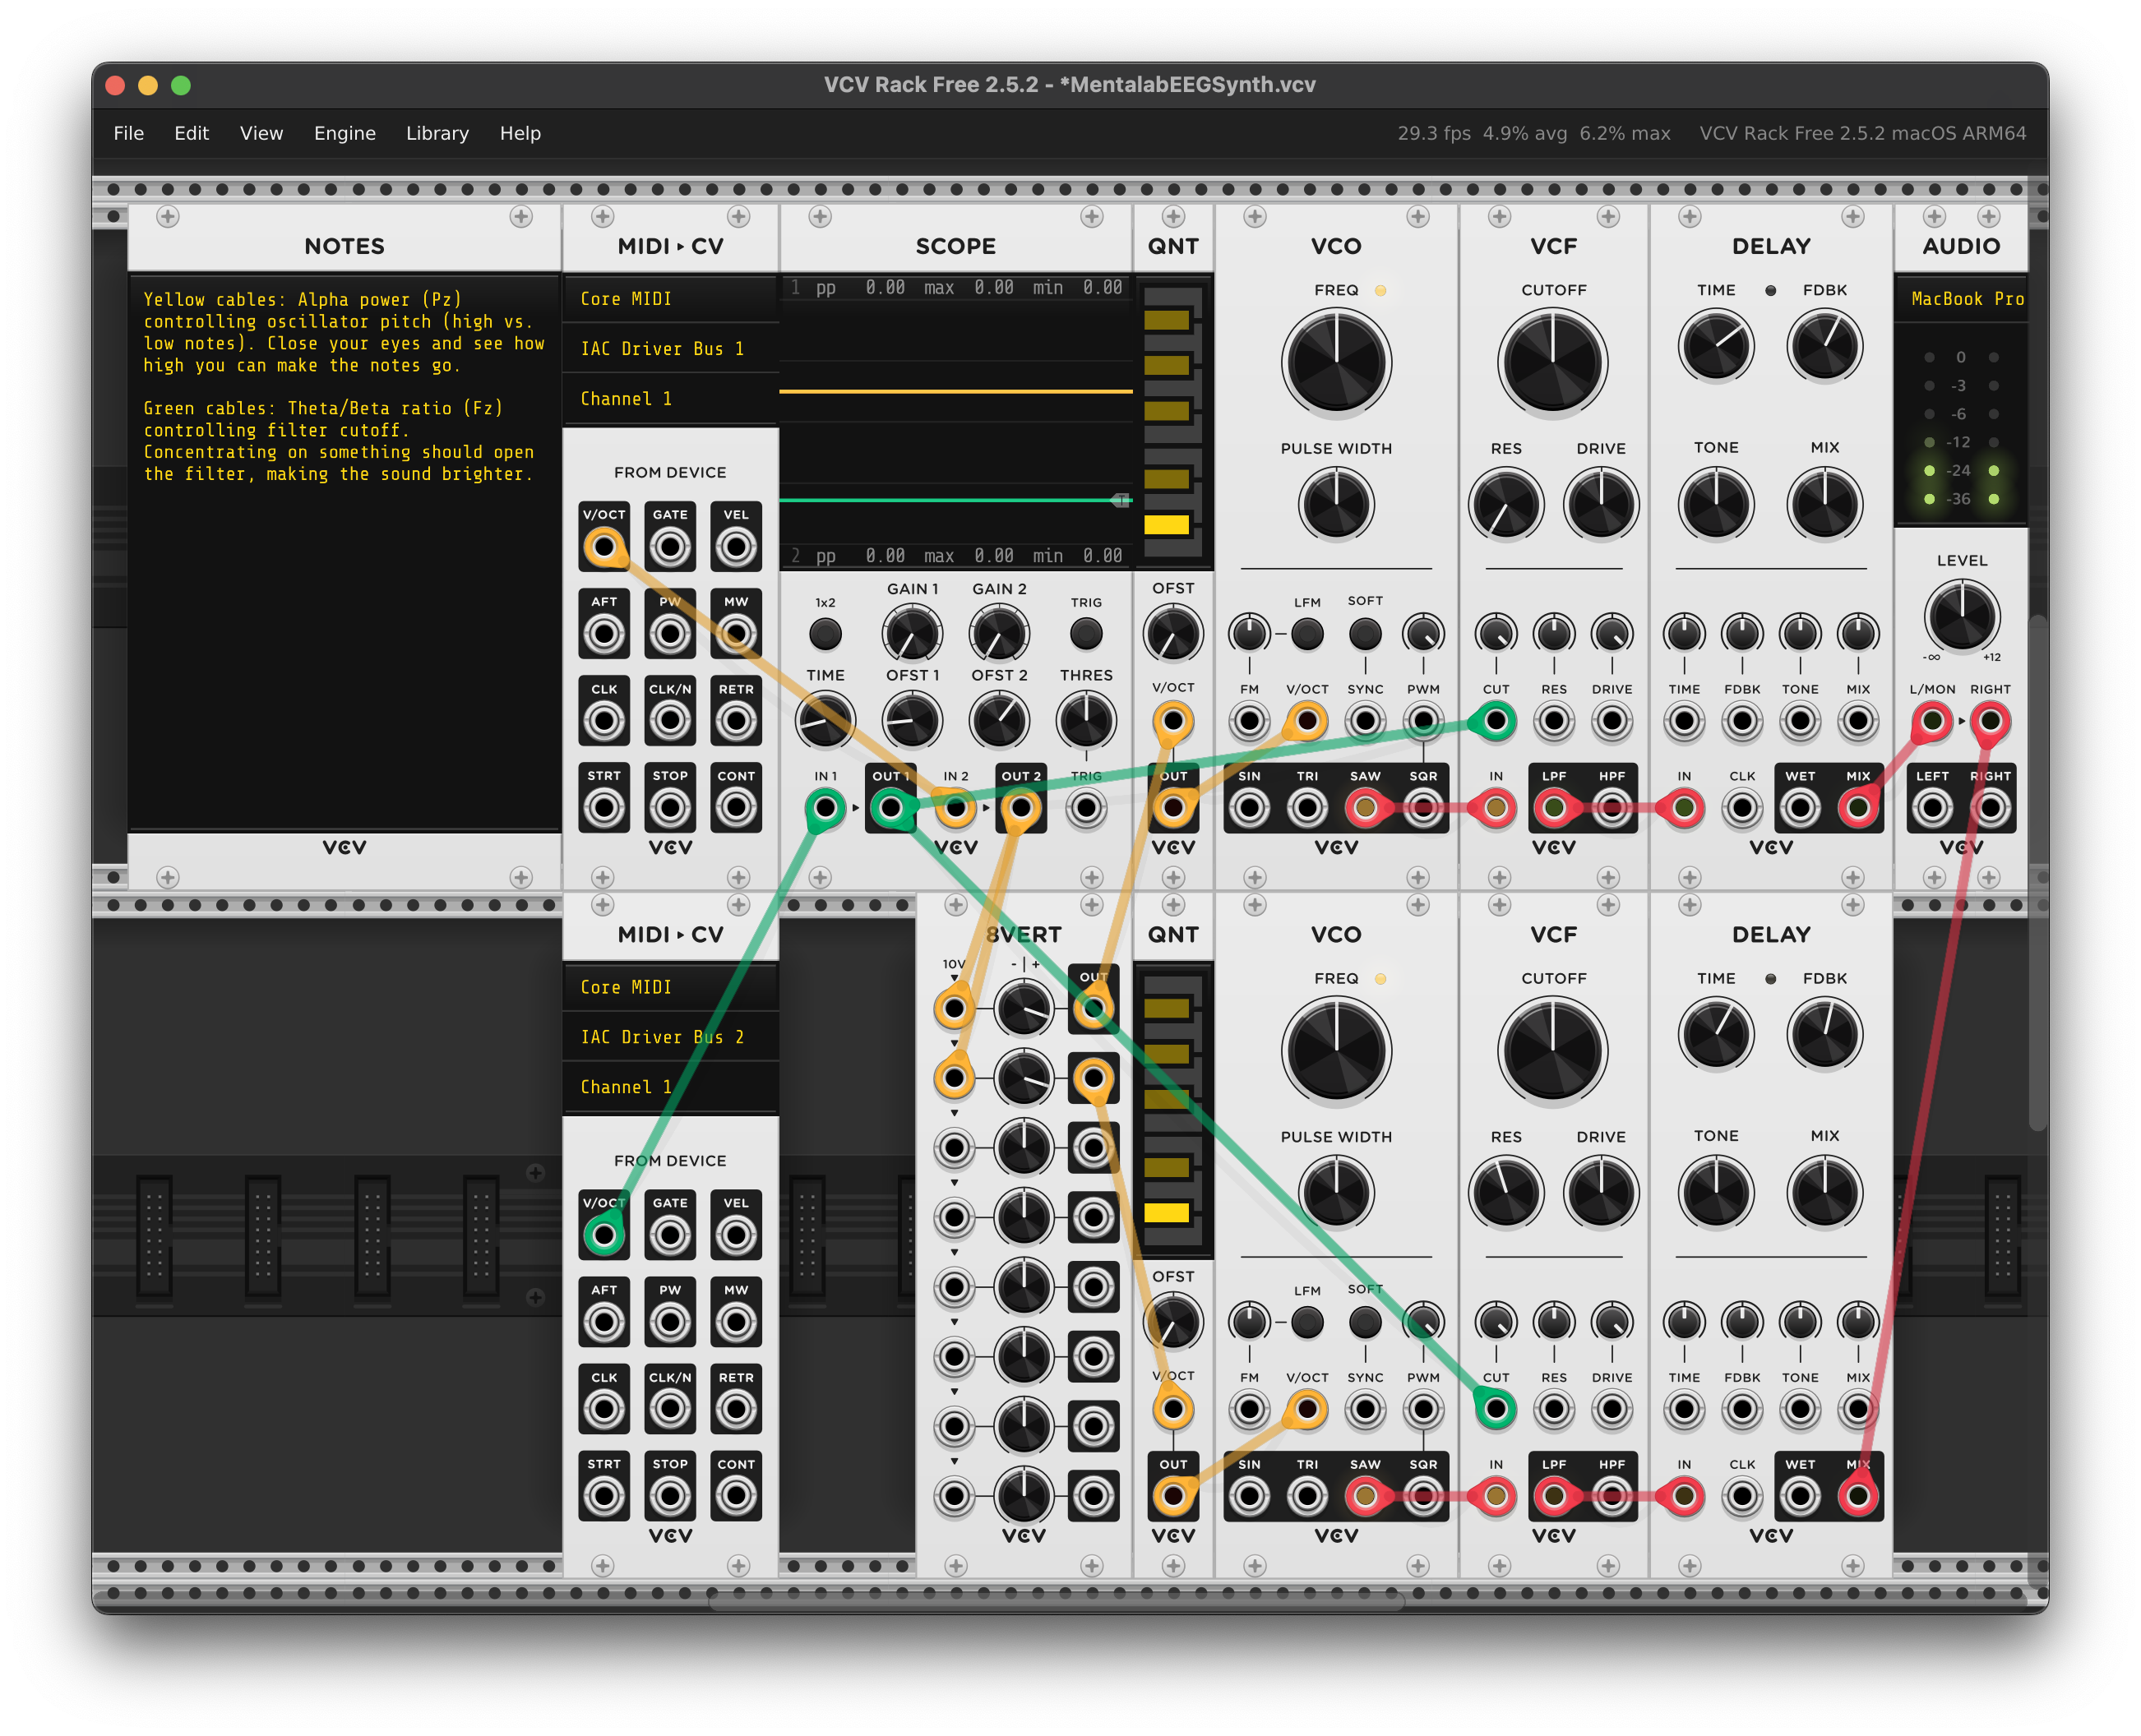 VCV Rack Free 2.5.2 - *MentalabEEGSynth.vcv
File Edit View Engine Library Help 29.3 fps 4.9% avg 6.2% max VCV Rack Free 2.5.2 macOS ARM64
NOTES
Yellow cables: Alpha power (Pz)
controlling oscillator pitch (high vs.
low notes). Close your eyes and see how
high you can make the notes go.
Green cables: Theta/Beta ratio (Fz)
controlling filter cutoff.
Concentrating on something should open
the filter, making the sound brighter.
VCV
MIDI ▸ CV
Core MIDI
IAC Driver Bus 1
Channel 1
FROM DEVICE
V/OCT GATE VEL
AFT PW MW
CLK CLK/N RETR
STRT STOP CONT
VCV
SCOPE
1 pp 0.00 max 0.00 min 0.00
T
2 pp 0.00 max 0.00 min 0.00
1x2 GAIN 1 GAIN 2 TRIG
TIME OFST 1 OFST 2 THRES
IN 1 OUT 1 IN 2 OUT 2 TRIG
VCV
QNT
OFST
V/OCT
OUT
VCV
VCO
FREQ
PULSE WIDTH
LFM SOFT
FM V/OCT SYNC PWM
SIN TRI SAW SQR
VCV
VCF
CUTOFF
RES DRIVE
CUT RES DRIVE
IN LPF HPF
VCV
DELAY
TIME FDBK
TONE MIX
TIME FDBK TONE MIX
IN CLK WET MIX
VCV
AUDIO
MacBook Pro
0
-3
-6
-12
-24
-36
LEVEL
-∞ +12
L/MON ▸ RIGHT
LEFT RIGHT
VCV
MIDI ▸ CV
Core MIDI
IAC Driver Bus 2
Channel 1
FROM DEVICE
V/OCT GATE VEL
AFT PW MW
CLK CLK/N RETR
STRT STOP CONT
VCV
8VERT
10V - | + OUT
VCV
QNT
OFST
V/OCT
OUT
VCV
VCO
FREQ
PULSE WIDTH
LFM SOFT
FM V/OCT SYNC PWM
SIN TRI SAW SQR
VCV
VCF
CUTOFF
RES DRIVE
CUT RES DRIVE
IN LPF HPF
VCV
DELAY
TIME FDBK
TONE MIX
TIME FDBK TONE MIX
IN CLK WET MIX
VCV